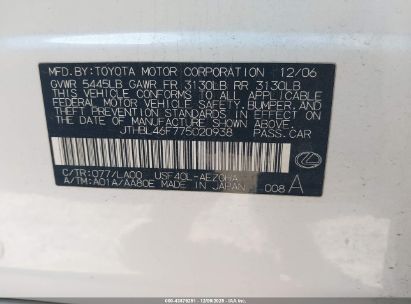 MFD.BY:TOYOTA MOTOR CORPORATION 12/06
GVWR 5445LB GAWR FR 3130LB RR 3130LB
THIS VEHICLE CONFORMS TO ALL APPLICABLE
FEDERAL MOTOR VEHICLE SAFETY, BUMPER, AND
THEFT PREVENTION STANDARDS IN EFFECT ON
THE DATE OF MANUFACTURE SHOWN ABOVE.
JTHBL46F775020938 PASS.CAR
C/TR:077/LA00 USF40L-AEZGHA
A/TM:A01A/AA80E MADE IN JAPAN 008 A